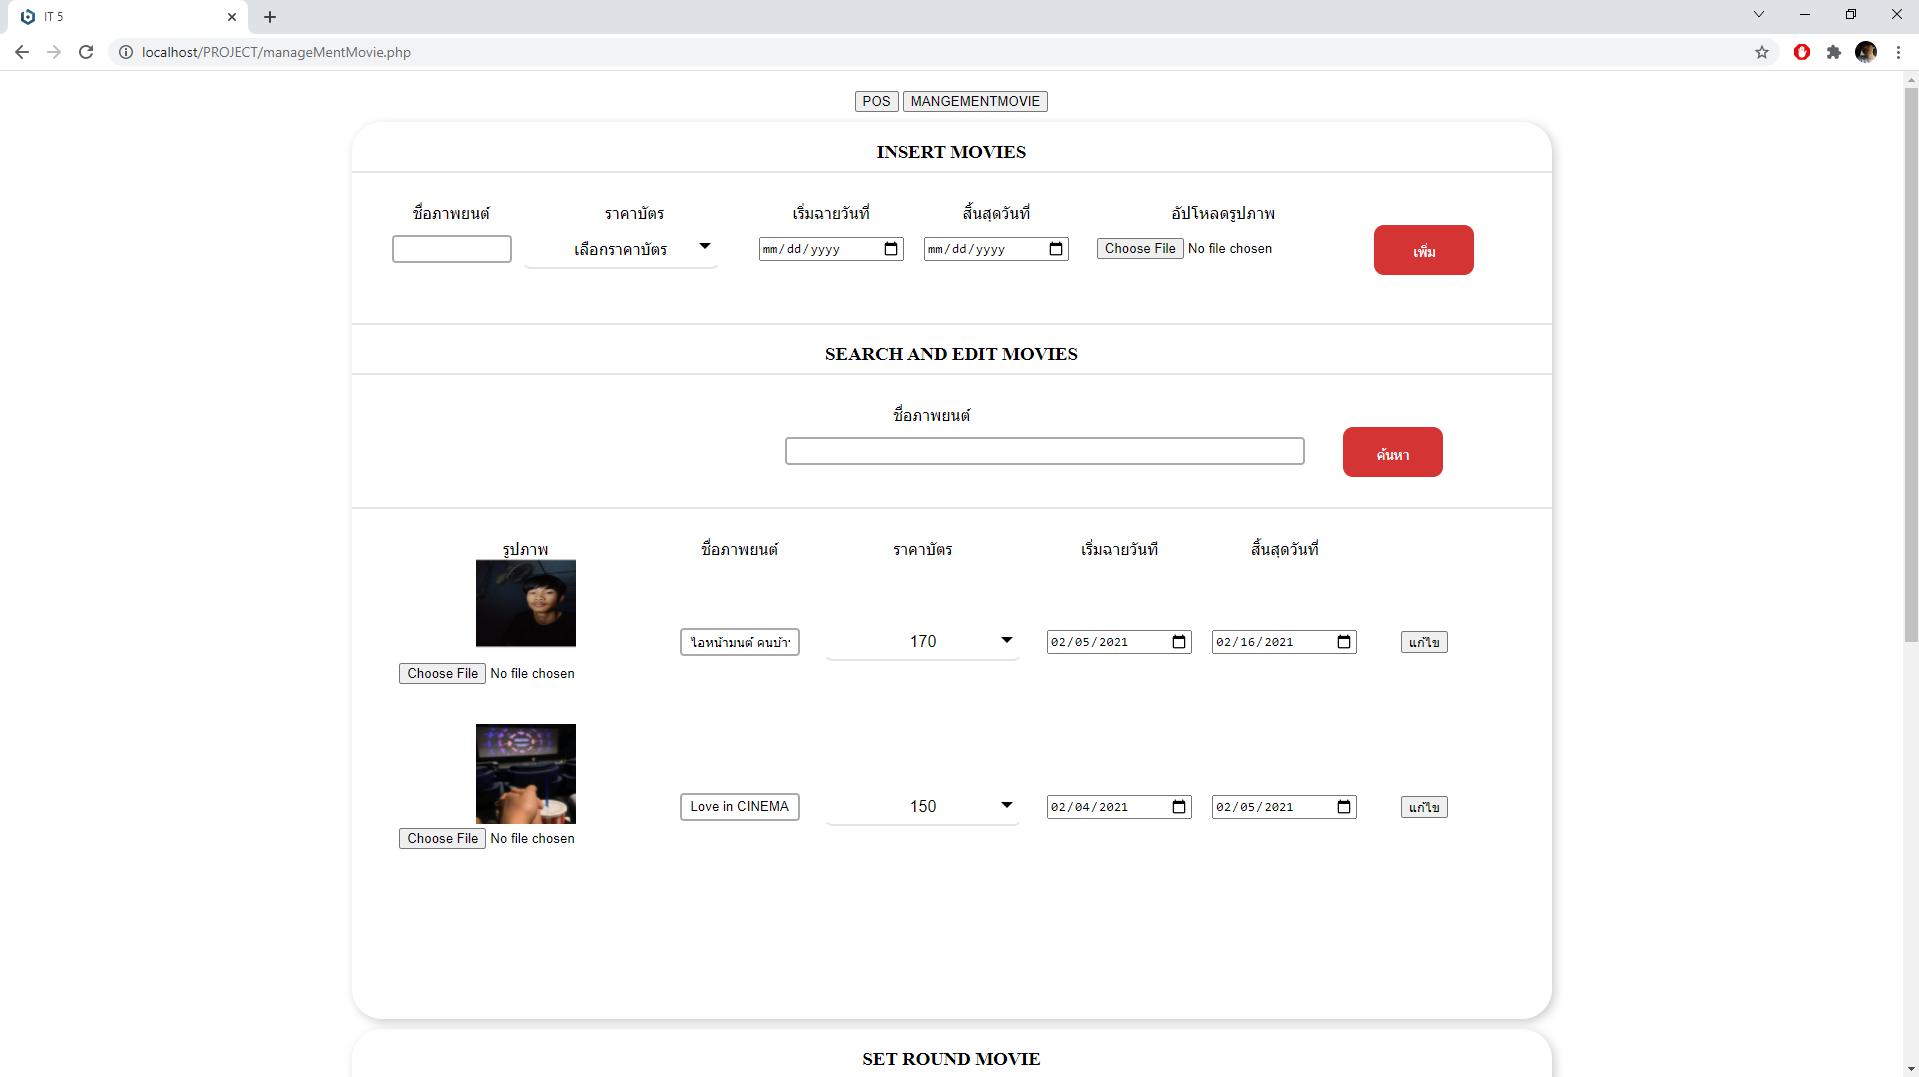 IT 5
localhost/PROJECT/manageMentMovie.php
POS MANGEMENTMOVIE
INSERT MOVIES
ชื่อภาพยนต์ ราคาบัตร เริ่มฉายวันที่ สิ้นสุดวันที่ อัปโหลดรูปภาพ
เลือกราคาบัตร mm/dd/yyyy mm/dd/yyyy Choose File No file chosen เพิ่ม
SEARCH AND EDIT MOVIES
ชื่อภาพยนต์
ค้นหา
รูปภาพ ชื่อภาพยนต์ ราคาบัตร เริ่มฉายวันที สิ้นสุดวันที่
ไอหน้ามนต์ คนบ้า 170 02/05/2021 02/16/2021 แก้ไข
Choose File No file chosen
Love in CINEMA 150 02/04/2021 02/05/2021 แก้ไข
Choose File No file chosen
SET ROUND MOVIE